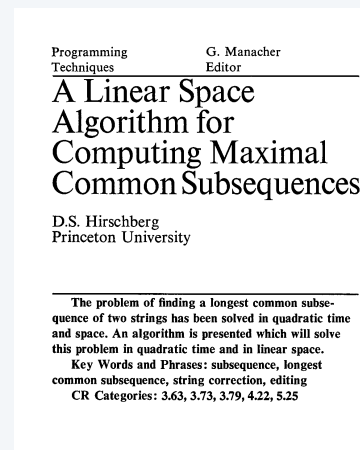 Programming
Techniques
G. Manacher
Editor
A Linear Space
Algorithm for
Computing Maximal
Common Subsequences
D.S. Hirschberg
Princeton University
The problem of finding a longest common subse-
quence of two strings has been solved in quadratic time
and space. An algorithm is presented which will solve
this problem in quadratic time and in linear space.
Key Words and Phrases: subsequence, longest
common subsequence, string correction, editing
CR Categories: 3.63, 3.73, 3.79, 4.22, 5.25